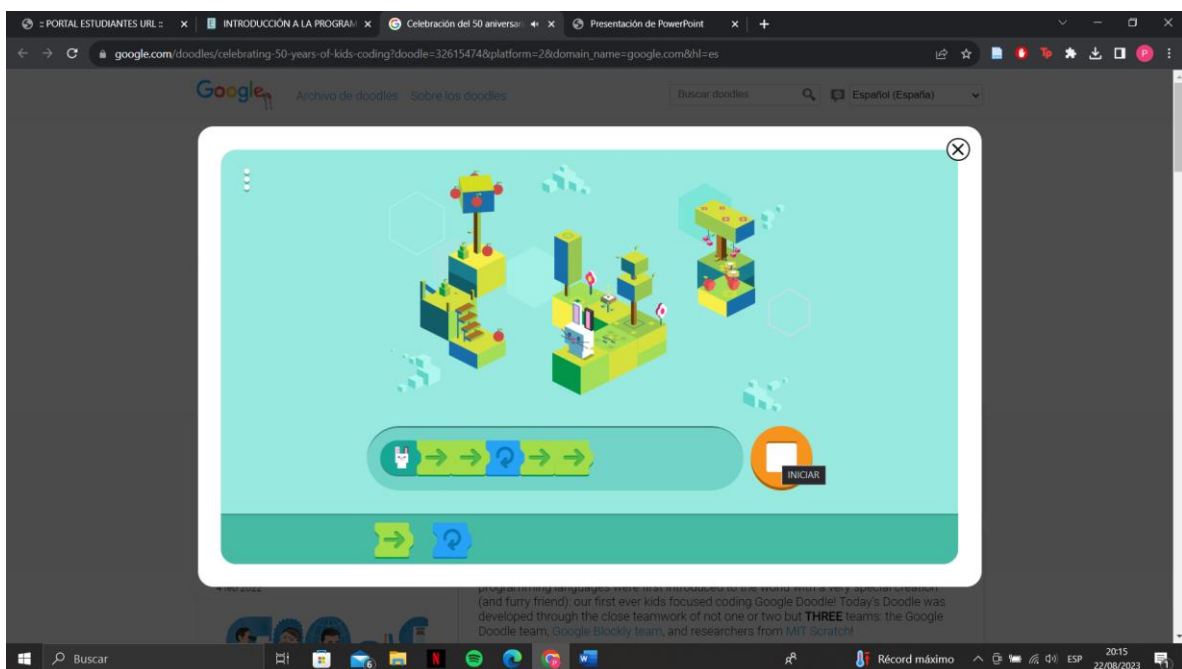 :: PORTAL ESTUDIANTES URL ::
INTRODUCCIÓN A LA PROGRAM
Celebración del 50 aniversari
Presentación de PowerPoint
google.com/doodles/celebrating-50-years-of-kids-coding?doodle=32615474&platform=2&domain_name=google.com&hl=es
P
Google
Archivo de doodles
Sobre los doodles
Buscar doodles
Español (España)
INICIAR
programming languages were first introduced to the world with a very special creation
(and furry friend): our first ever kids focused coding Google Doodle! Today's Doodle was
developed through the close teamwork of not one or two but THREE teams: the Google
Doodle team, Google Blockly team, and researchers from MIT Scratch!
Buscar
6
Récord máximo
ESP
20:15
22/08/2023